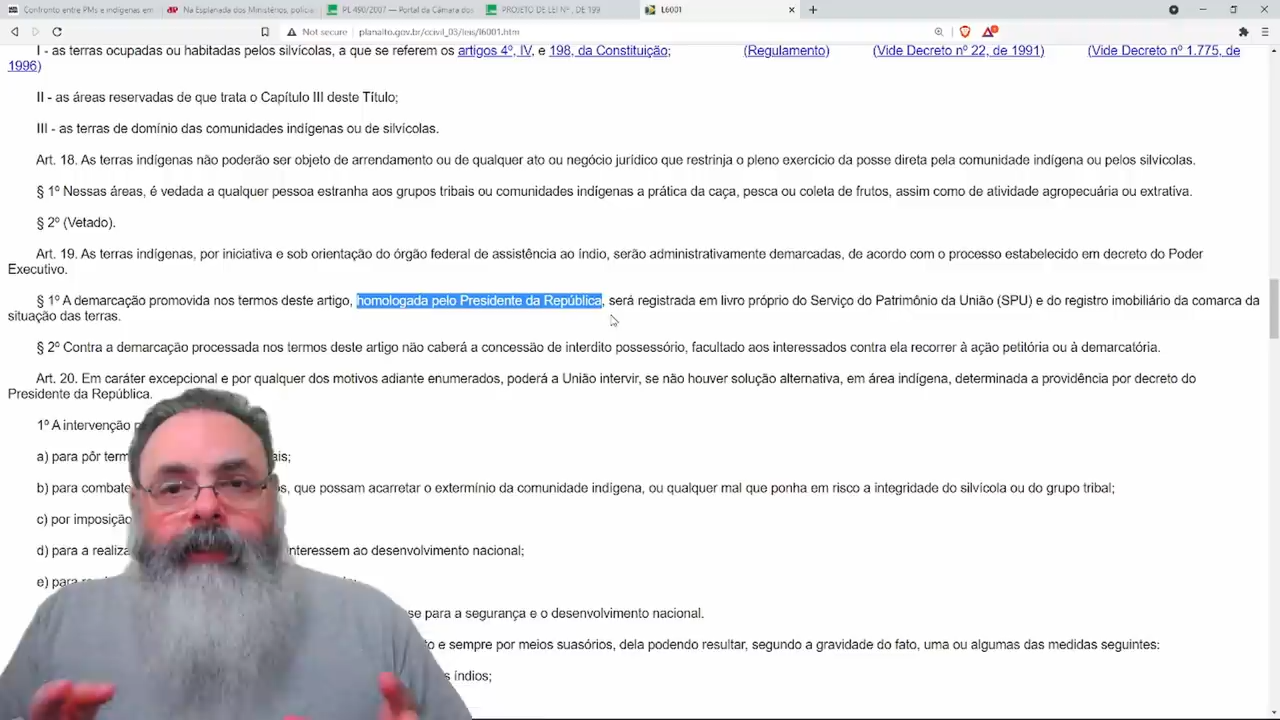 Confronto entre PMs e indígenas em
Na Esplanada dos Ministérios, polícia
PL 490/2007 — Portal da Câmara dos
PROJETO DE LEI Nº , DE 199
L6001
Not secure
planalto.gov.br/ccivil_03/leis/l6001.htm
I - as terras ocupadas ou habitadas pelos silvícolas, a que se referem os artigos 4º, IV, e 198, da Constituição; (Regulamento) (Vide Decreto nº 22, de 1991) (Vide Decreto nº 1.775, de
1996)
II - as áreas reservadas de que trata o Capítulo III deste Título;
III - as terras de domínio das comunidades indígenas ou de silvícolas.
Art. 18. As terras indígenas não poderão ser objeto de arrendamento ou de qualquer ato ou negócio jurídico que restrinja o pleno exercício da posse direta pela comunidade indígena ou pelos silvícolas.
§ 1º Nessas áreas, é vedada a qualquer pessoa estranha aos grupos tribais ou comunidades indígenas a prática da caça, pesca ou coleta de frutos, assim como de atividade agropecuária ou extrativa.
§ 2º (Vetado).
Art. 19. As terras indígenas, por iniciativa e sob orientação do órgão federal de assistência ao índio, serão administrativamente demarcadas, de acordo com o processo estabelecido em decreto do Poder
Executivo.
§ 1º A demarcação promovida nos termos deste artigo, homologada pelo Presidente da República, será registrada em livro próprio do Serviço do Patrimônio da União (SPU) e do registro imobiliário da comarca da
situação das terras.
§ 2º Contra a demarcação processada nos termos deste artigo não caberá a concessão de interdito possessório, facultado aos interessados contra ela recorrer à ação petitória ou à demarcatória.
Art. 20. Em caráter excepcional e por qualquer dos motivos adiante enumerados, poderá a União intervir, se não houver solução alternativa, em área indígena, determinada a providência por decreto do
Presidente da República.
1º A intervenção
a) para pôr
b) para combate os, que possam acarretar o extermínio da comunidade indígena, ou qualquer mal que ponha em risco a integridade do silvícola ou do grupo tribal;
c) por imposição
d) para a realiza interessem ao desenvolvimento nacional;
e) para
se para a segurança e o desenvolvimento nacional.
e sempre por meios suasórios, dela podendo resultar, segundo a gravidade do fato, uma ou algumas das medidas seguintes:
índios;